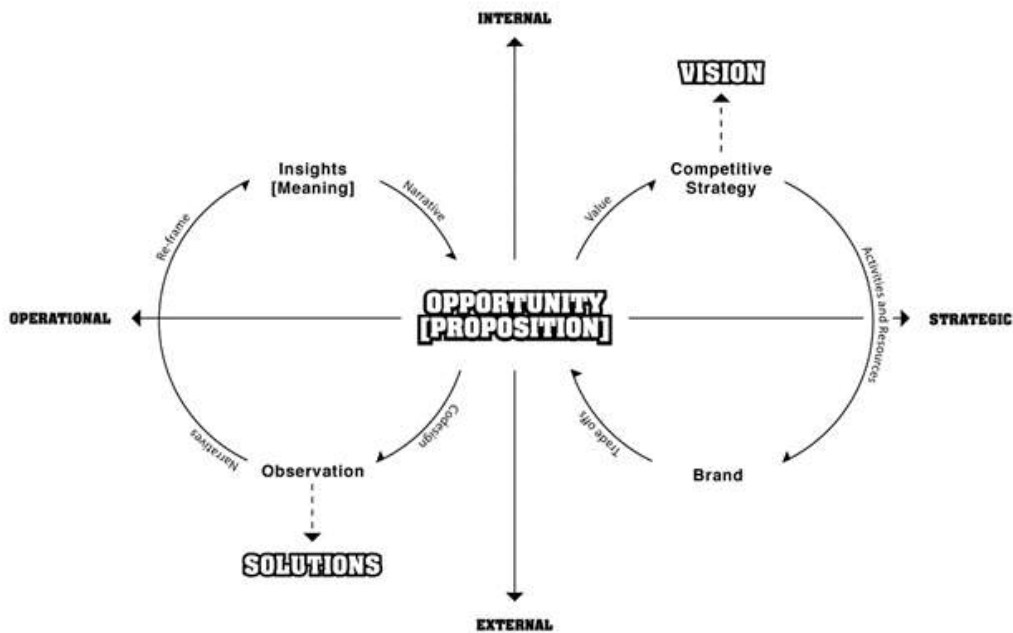 INTERNAL
VISION
Insights
[Meaning]
Narrative
Value
Competitive
Strategy
Re-frame
Activities and Resources
OPERATIONAL
OPPORTUNITY
[PROPOSITION]
STRATEGIC
Narratives
Codesign
Trade offs
Observation
Brand
SOLUTIONS
EXTERNAL